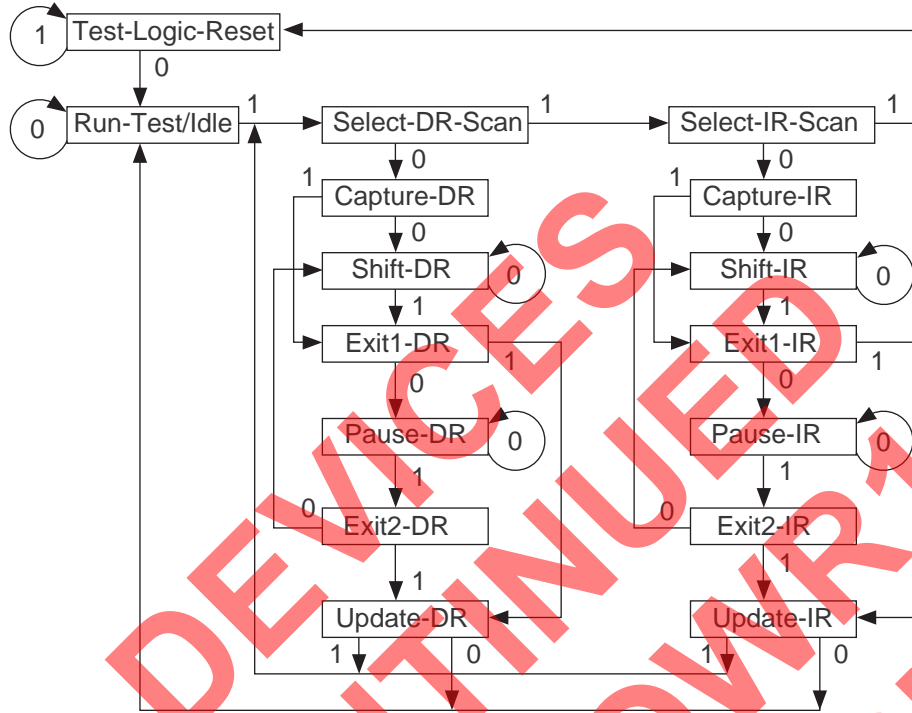 1 Test-Logic-Reset
0
0 Run-Test/Idle 1 Select-DR-Scan 1 Select-IR-Scan 1
0 0
1 Capture-DR 1 Capture-IR
0 0
Shift-DR 0 Shift-IR 0
1 1
Exit1-DR 1 Exit1-IR 1
0 0
Pause-DR 0 Pause-IR 0
1 1
0 Exit2-DR 0 Exit2-IR
1 1
Update-DR Update-IR
1 0 1 0
DEVICES